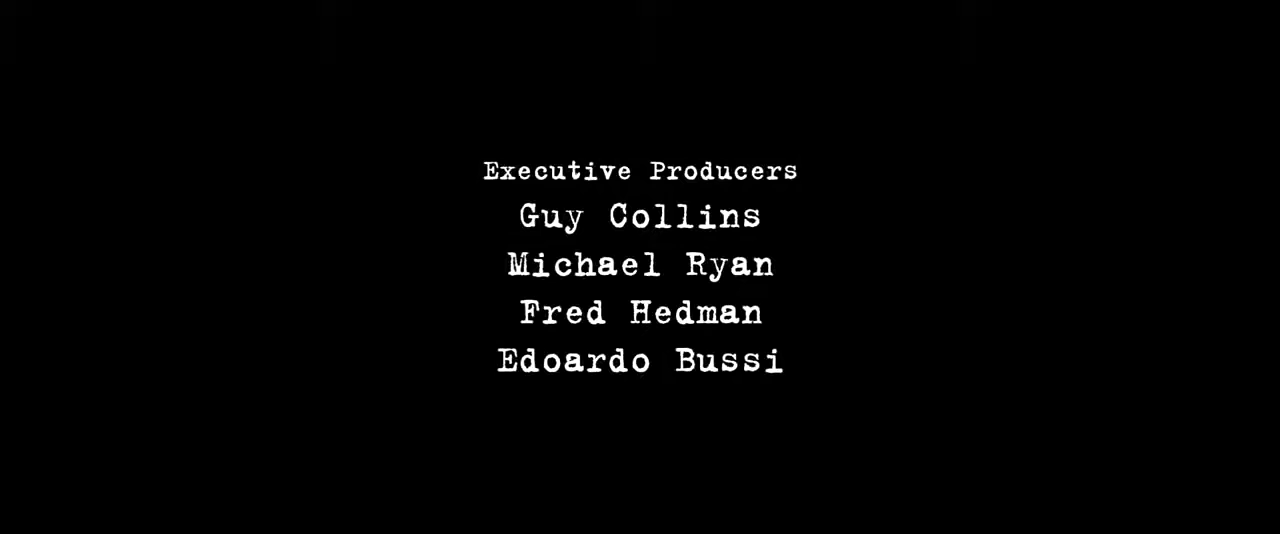 Executive Producers
Guy Collins
Michael Ryan
Fred Hedman
Edoardo Bussi